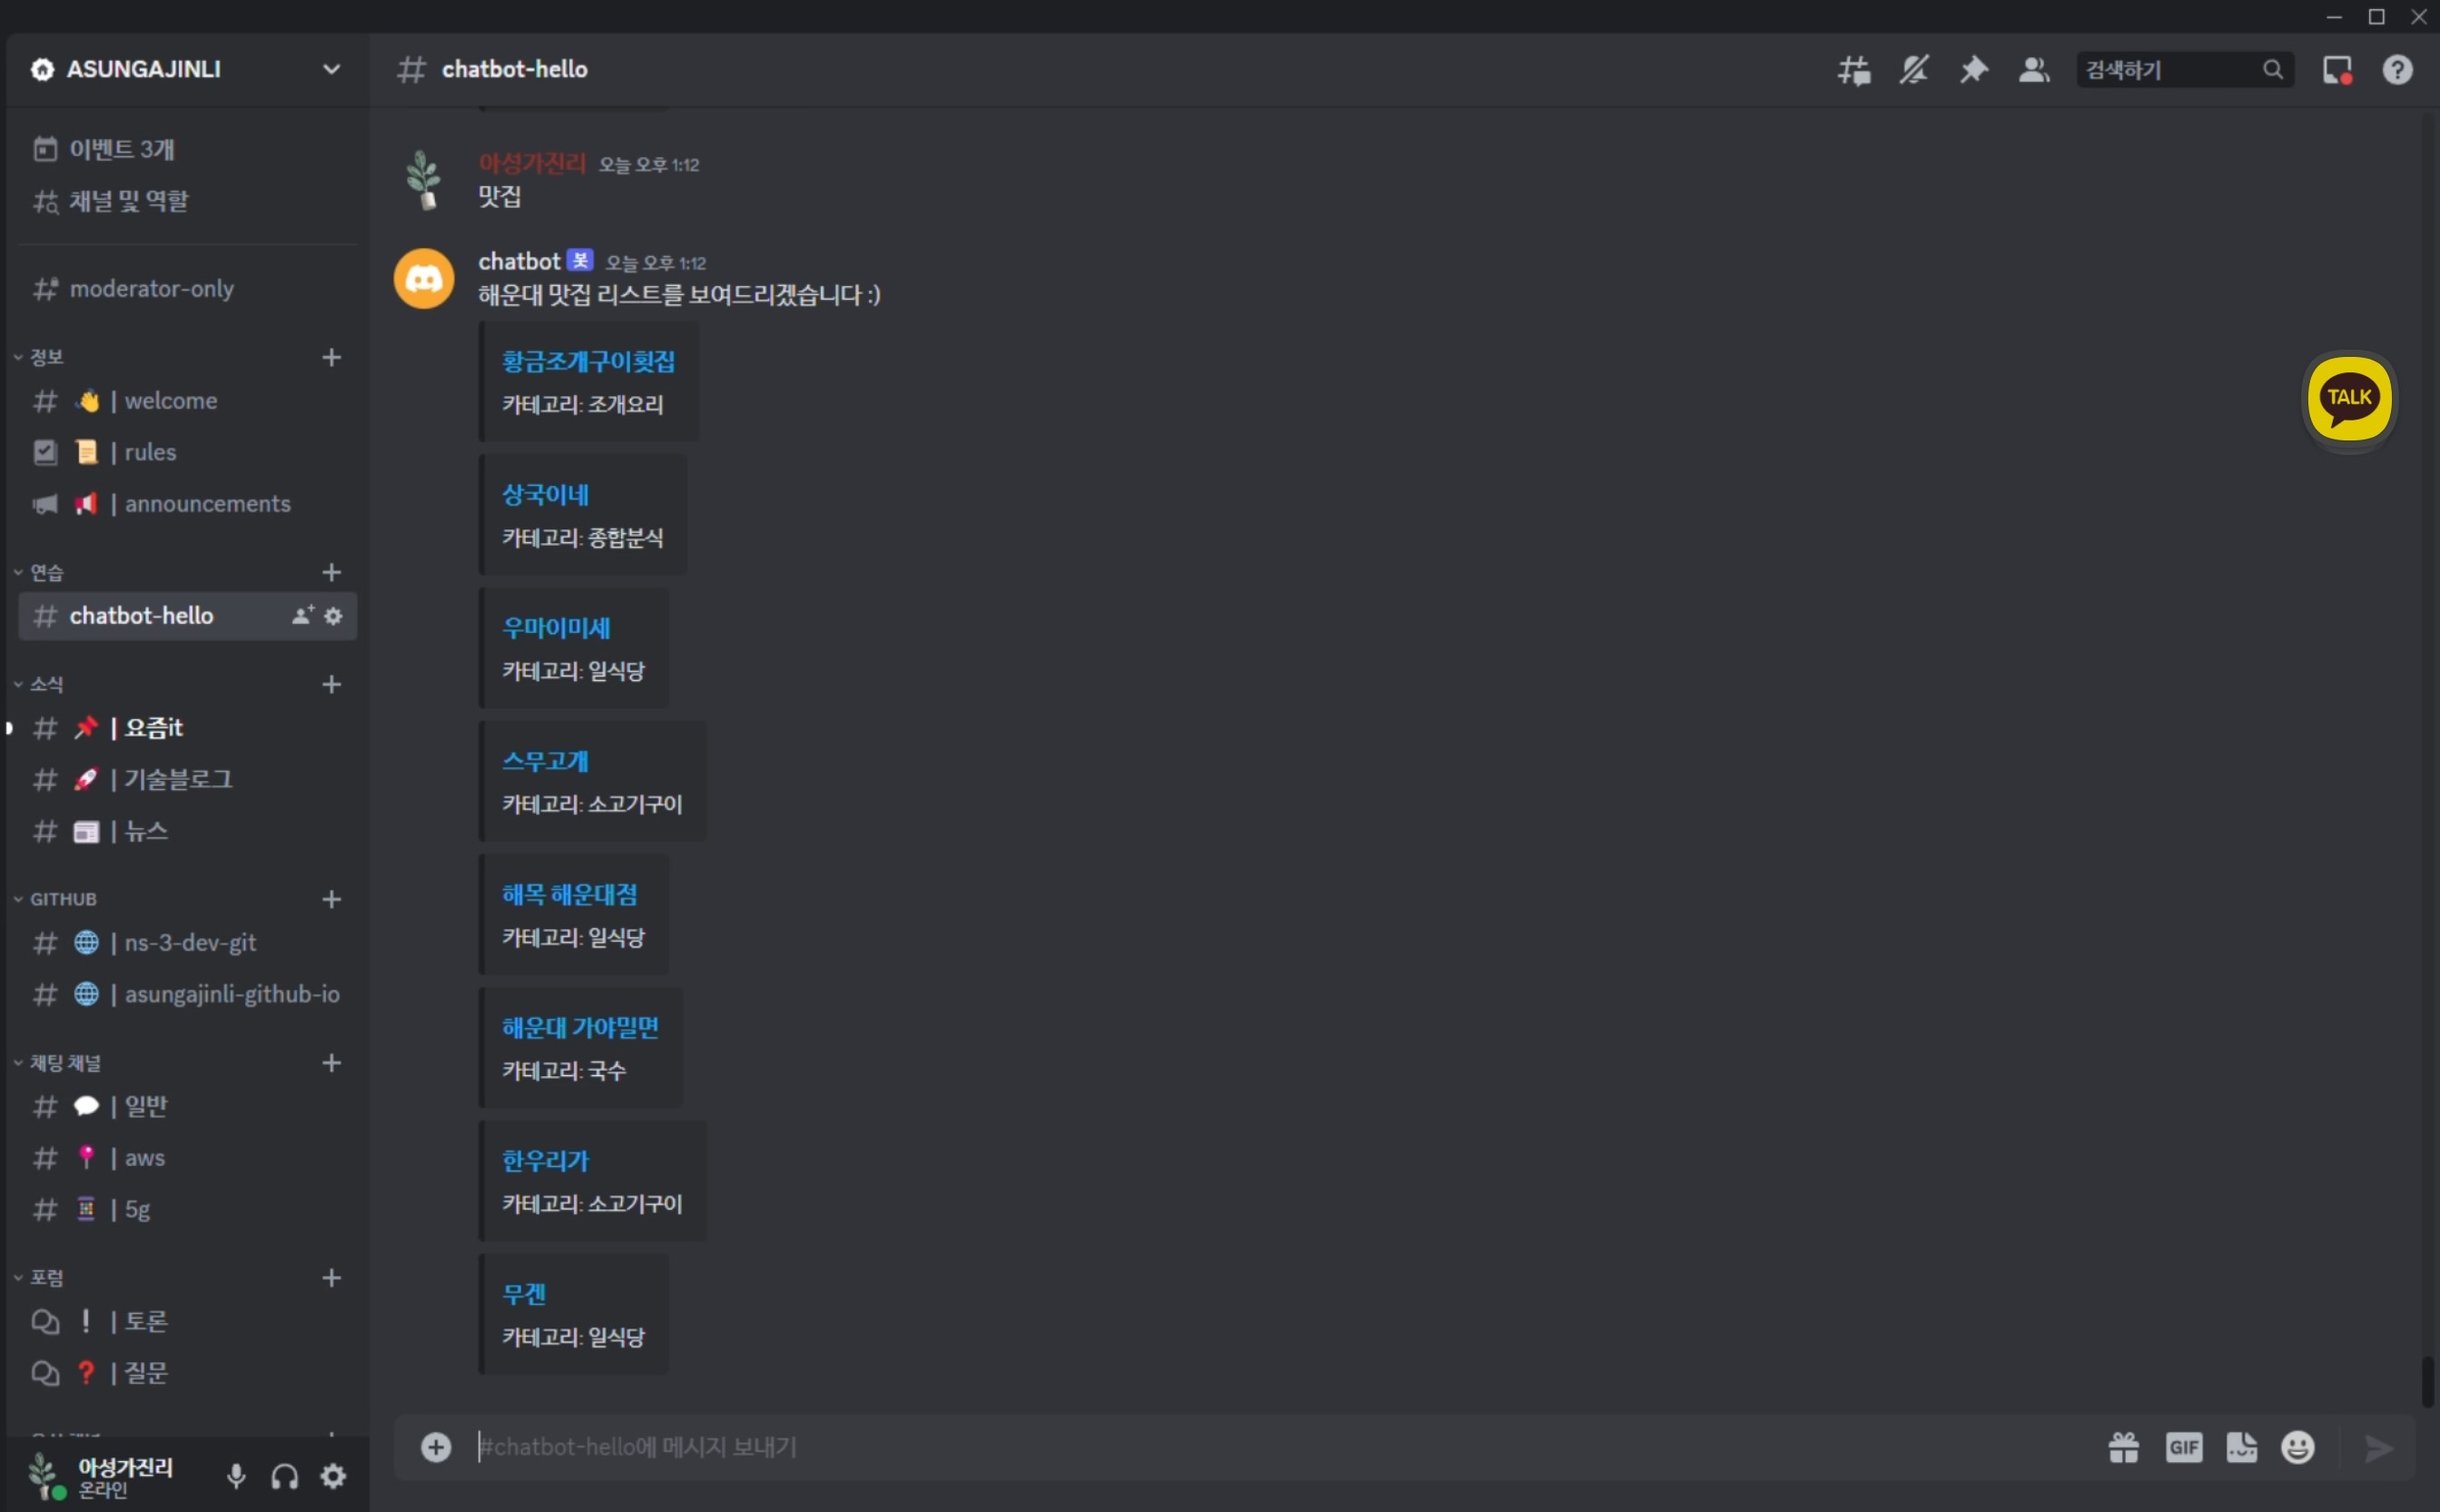 ASUNGAJINLI
이벤트 3개
채널 및 역할
moderator-only
정보
| welcome
| rules
| announcements
연습
chatbot-hello
소식
| 요즘it
| 기술블로그
| 뉴스
GITHUB
| ns-3-dev-git
| asungajinli-github-io
채팅 채널
| 일반
| aws
| 5g
포럼
| 토론
| 질문
아성가진리
온라인
chatbot-hello
검색하기
아성가진리 오늘 오후 1:12
맛집
chatbot 봇 오늘 오후 1:12
해운대 맛집 리스트를 보여드리겠습니다 :)
황금조개구이횟집
카테고리: 조개요리
상국이네
카테고리: 종합분식
우마이미세
카테고리: 일식당
스무고개
카테고리: 소고기구이
해목 해운대점
카테고리: 일식당
해운대 가야밀면
카테고리: 국수
한우리가
카테고리: 소고기구이
무겐
카테고리: 일식당
TALK
#chatbot-hello에 메시지 보내기
GIF